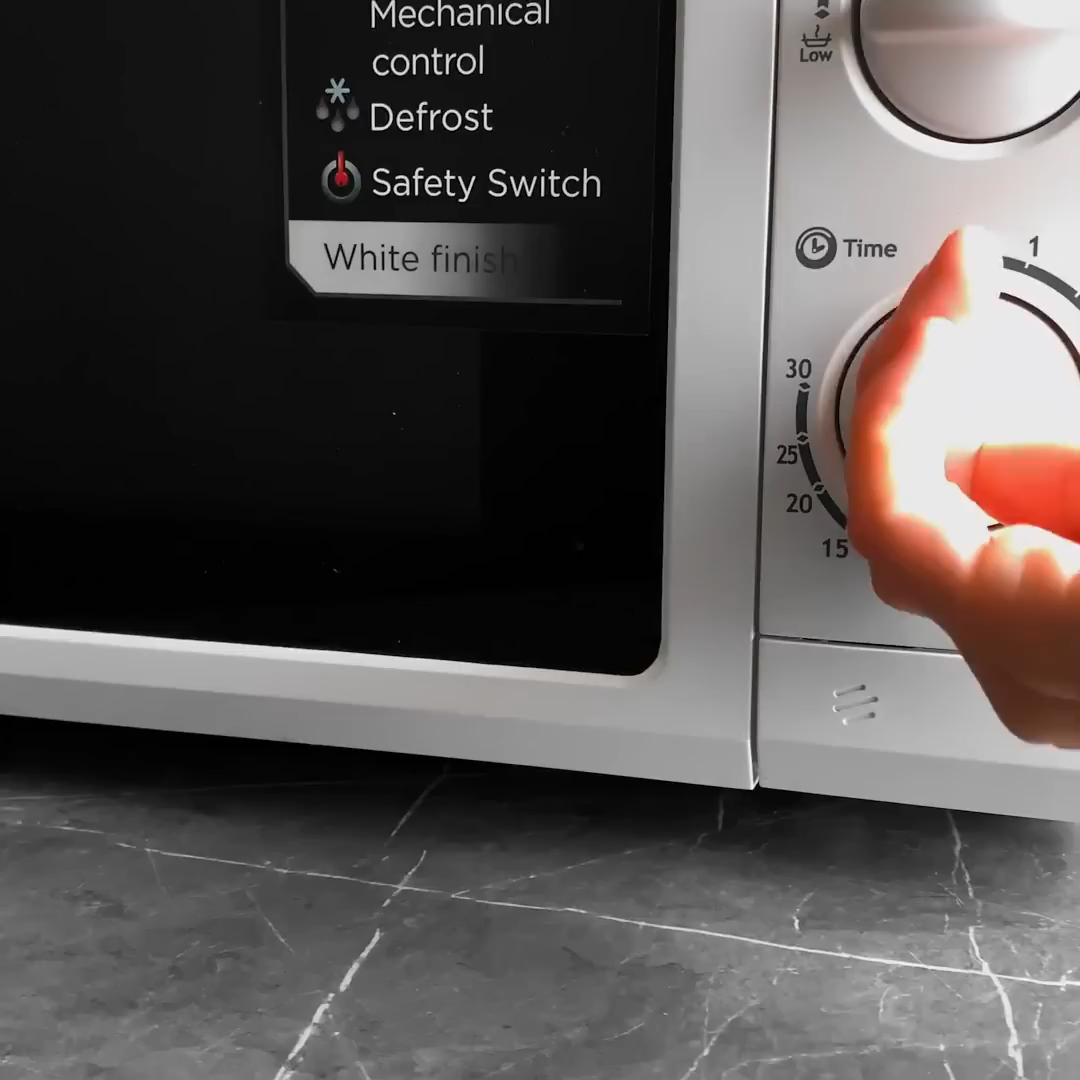 Mechanical
control
Defrost
Safety Switch
White finish
Low
Time
1
30
25
20
15